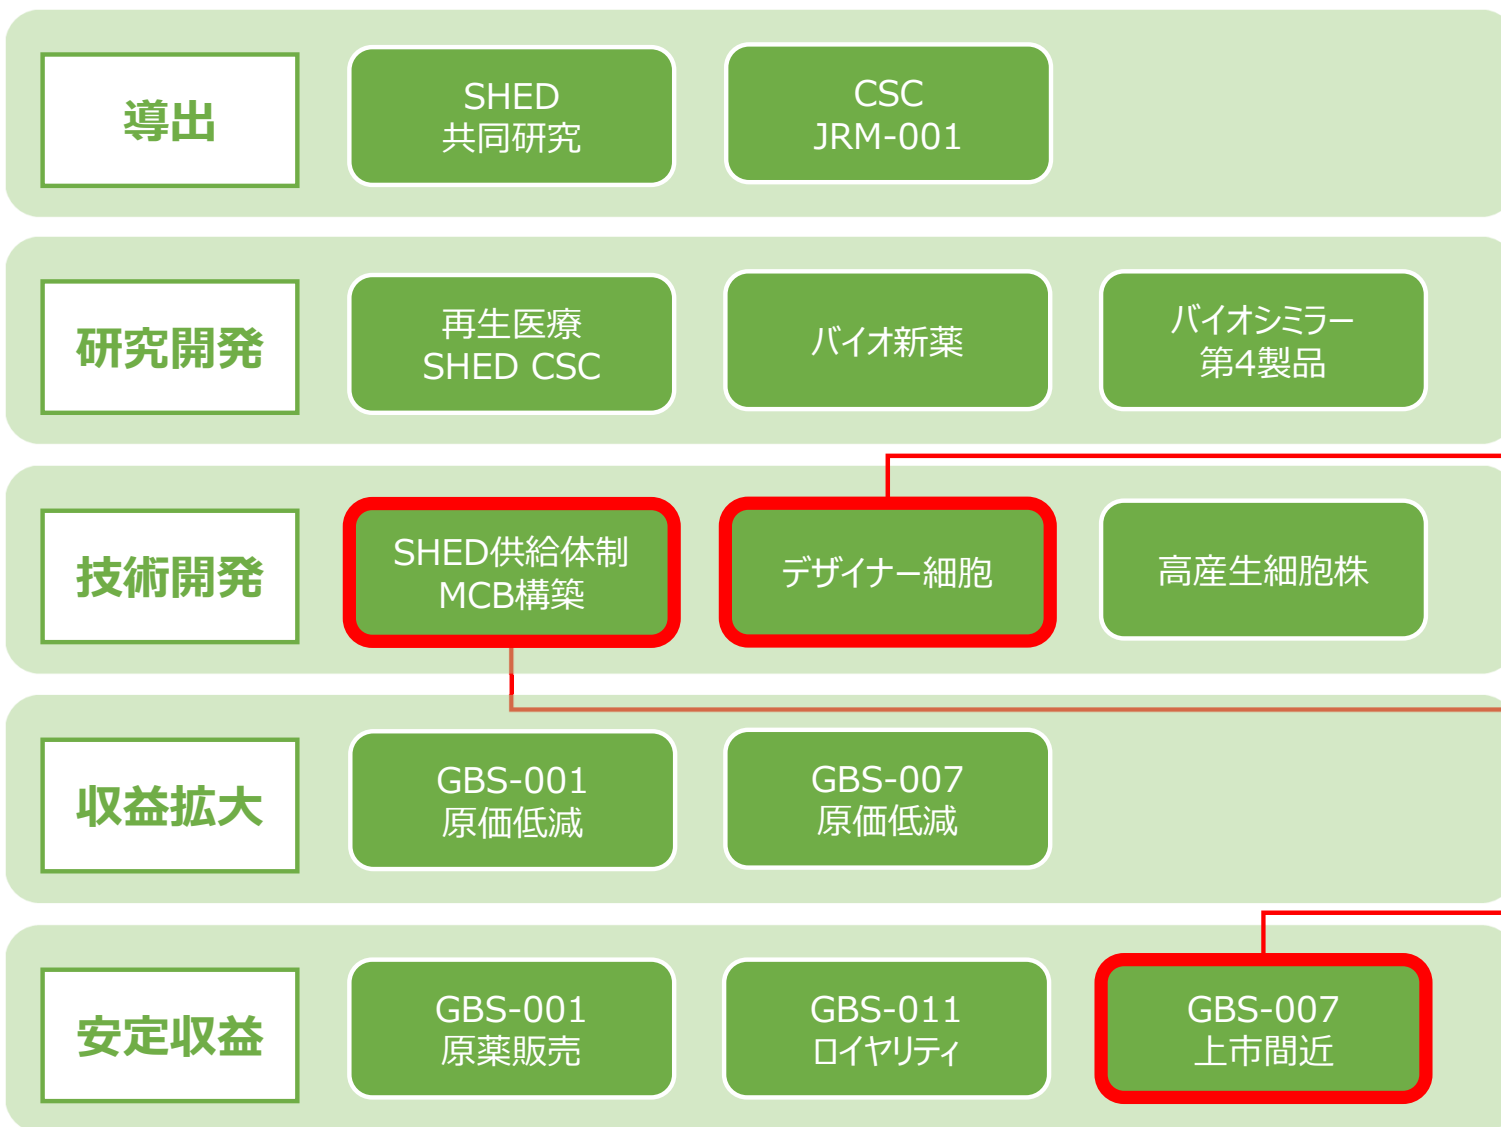 導出
SHED
共同研究
CSC
JRM-001
研究開発
再生医療
SHED CSC
バイオ新薬
バイオシミラー
第4製品
技術開発
SHED供給体制
MCB構築
デザイナー細胞
高産生細胞株
収益拡大
GBS-001
原価低減
GBS-007
原価低減
安定収益
GBS-001
原薬販売
GBS-011
ロイヤリティ
GBS-007
上市間近